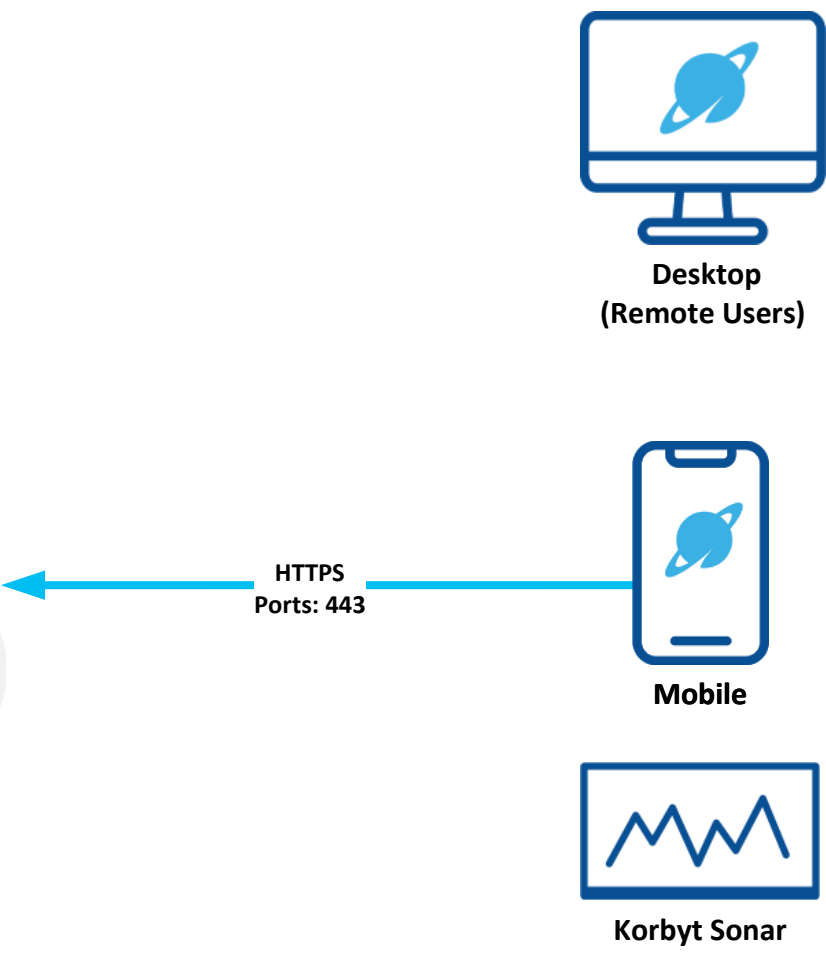 Desktop
(Remote Users)
HTTPS
Ports: 443
Mobile
Korbyt Sonar